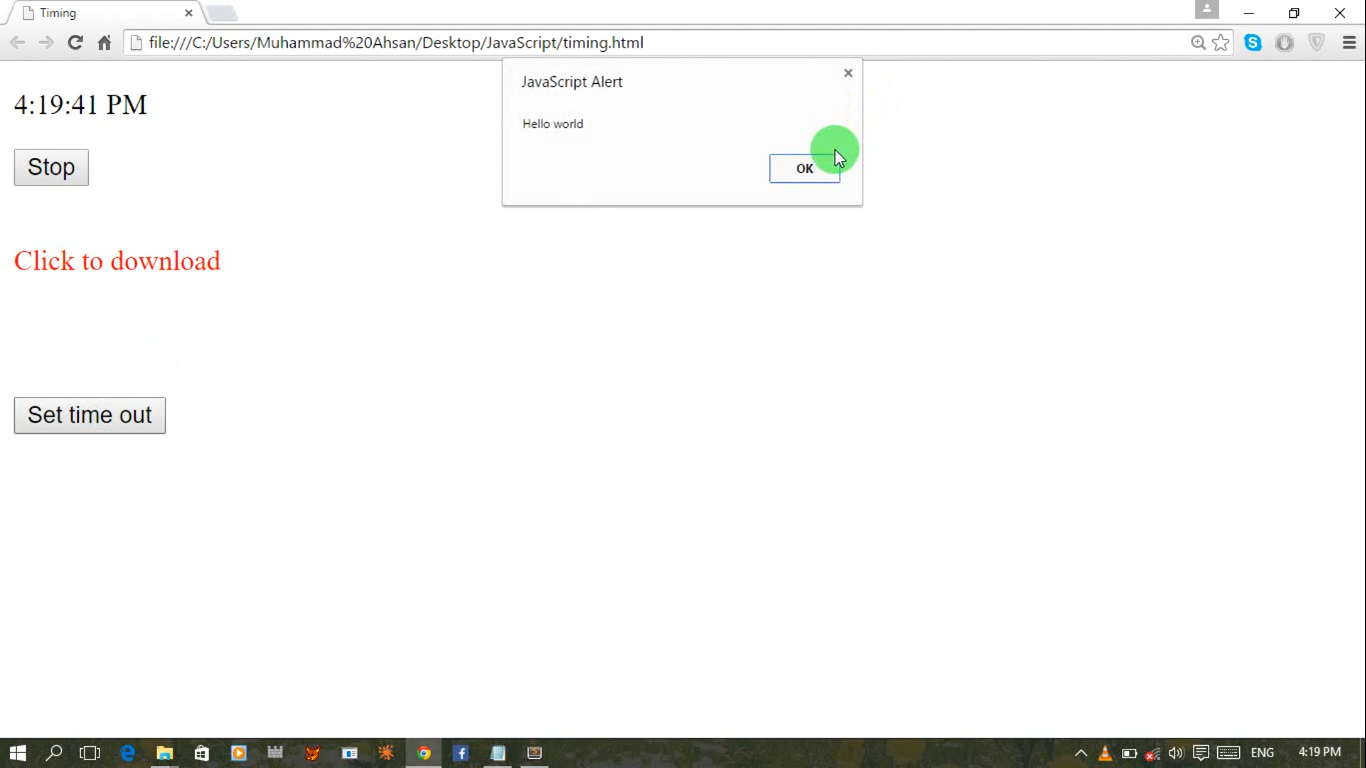 Timing
file:///C:/Users/Muhammad%20Ahsan/Desktop/JavaScript/timing.html
JavaScript Alert
Hello world
OK
4:19:41 PM
Stop
Click to download
Set time out
ENG
4:19 PM